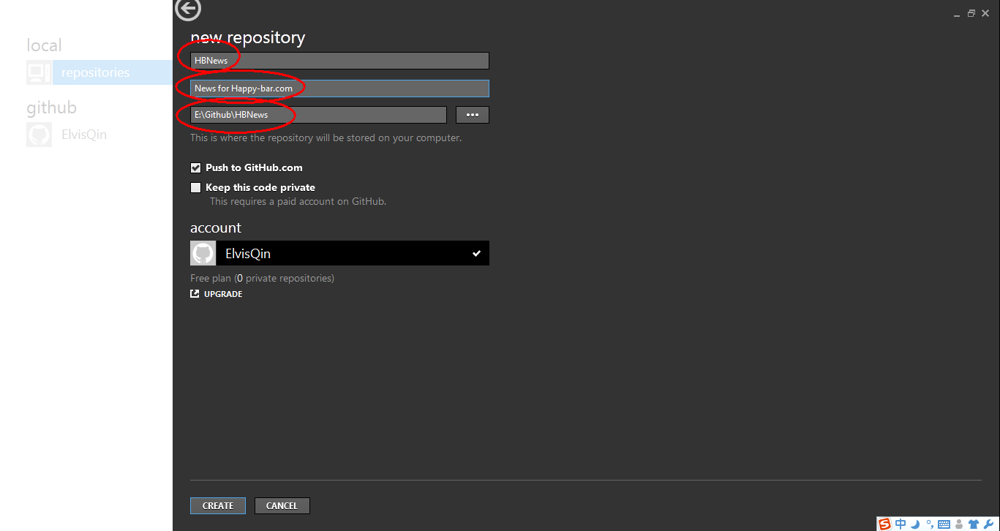 local
repositories
github
ElvisQin
new repository
HBNews
News for Happy-bar.com
E:\Github\HBNews
•••
This is where the repository will be stored on your computer.
Push to GitHub.com
Keep this code private
This requires a paid account on GitHub.
account
ElvisQin
Free plan (0 private repositories)
UPGRADE
CREATE
CANCEL
S 中